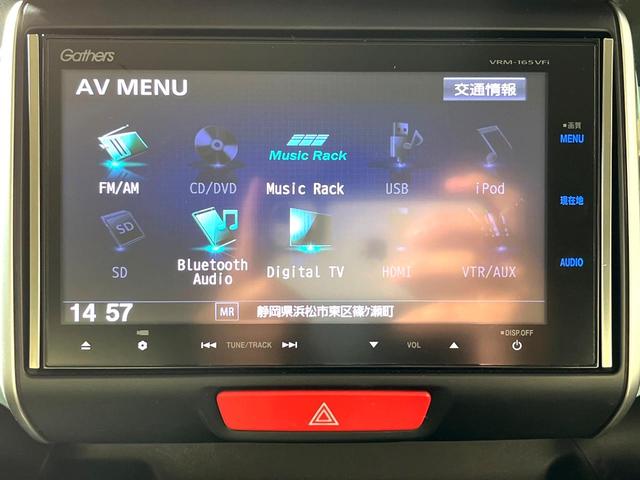 Gathers
VRM-165VFi
AV MENU
交通情報
■画質
MENU
Music Rack
FM/AM
CD/DVD
Music Rack
USB
iPod
現在地
SD
SD
Bluetooth Audio
Digital TV
HDMI
VTR/AUX
AUDIO
14 57
MR
静岡県浜松市東区篠ヶ瀬町
TUNE/TRACK
VOL
■DISP.OFF